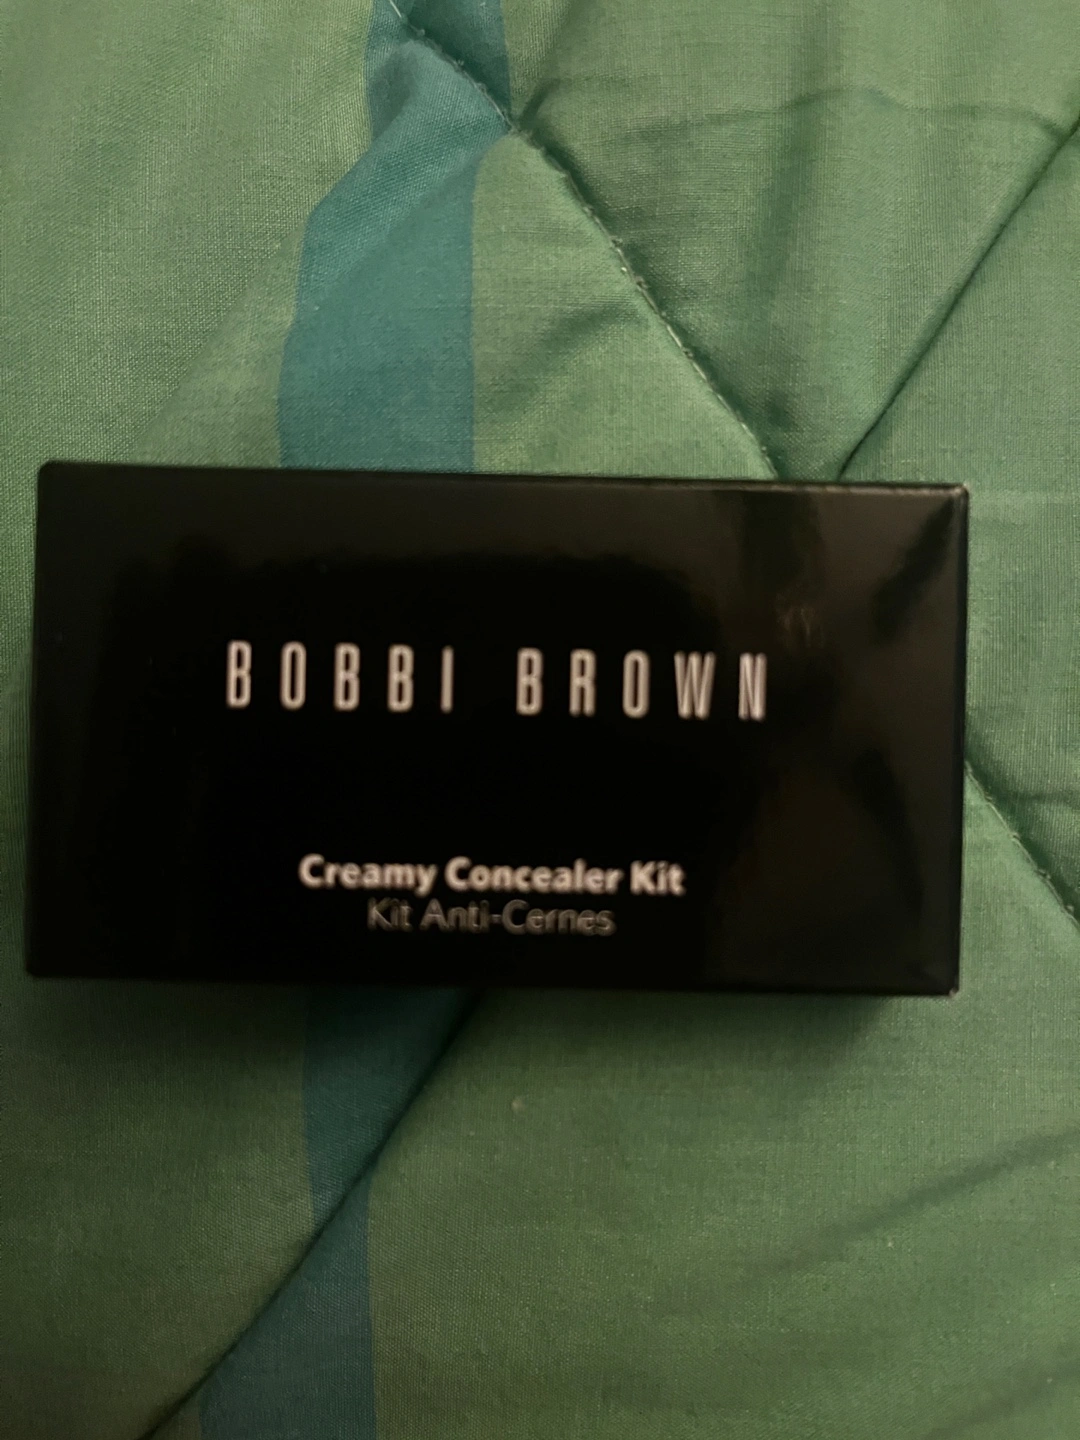 BOBBI BROWN
Creamy Concealer Kit
Kit Anti-Cernes